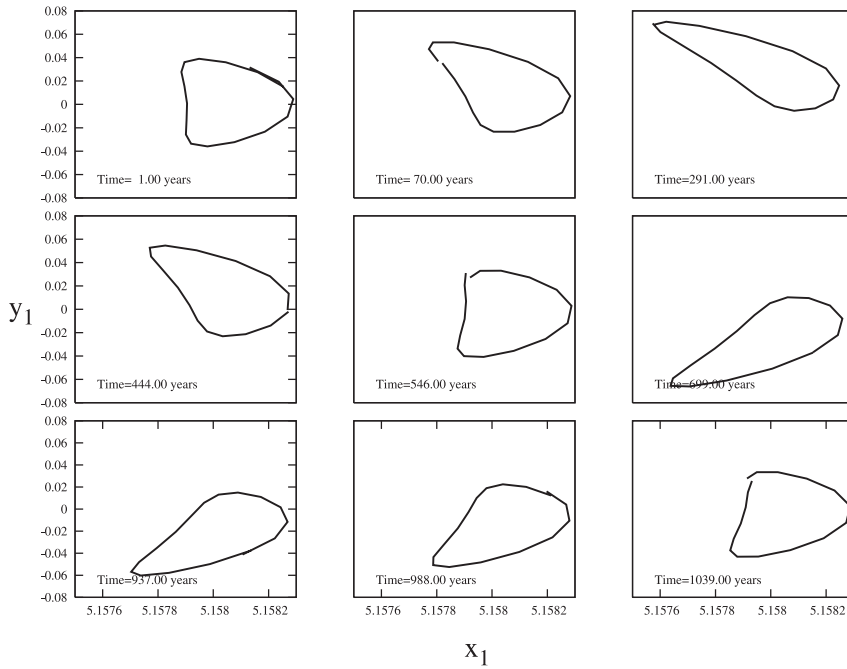 0.08
0.06
0.04
0.02
0
-0.02
-0.04
-0.06
-0.08
Time= 1.00 years
Time= 70.00 years
Time=291.00 years
0.08
0.06
0.04
0.02
0
-0.02
-0.04
-0.06
-0.08
y_1
Time=444.00 years
Time=546.00 years
Time=699.00 years
0.08
0.06
0.04
0.02
0
-0.02
-0.04
-0.06
-0.08
Time=937.00 years
Time=988.00 years
Time=1039.00 years
5.1576 5.1578 5.158 5.1582
5.1576 5.1578 5.158 5.1582
5.1576 5.1578 5.158 5.1582
x_1